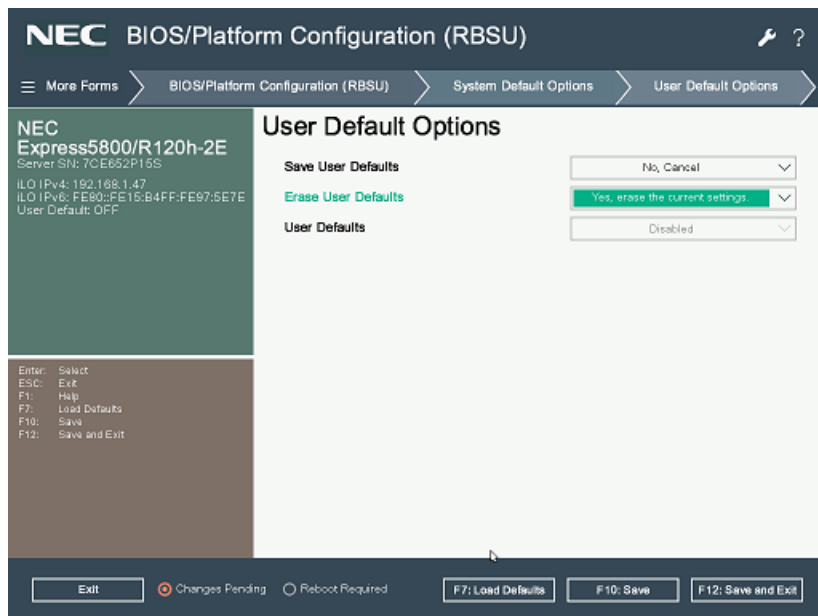 NEC BIOS/Platform Configuration (RBSU) ?
More Forms BIOS/Platform Configuration (RBSU) System Default Options User Default Options
NEC
Express5800/R120h-2E
Server SN: 7CE652P15S
iLO IPv4: 192.168.1.47
iLO IPv6: FE80::FE15:B4FF:FE97:5E7E
User Default: OFF
User Default Options
Save User Defaults No, Cancel
Erase User Defaults Yes, erase the current settings.
User Defaults Disabled
Enter: Select
ESC: Exit
F1: Help
F7: Load Defaults
F10: Save
F12: Save and Exit
Exit Changes Pending Reboot Required F7: Load Defaults F10: Save F12: Save and Exit